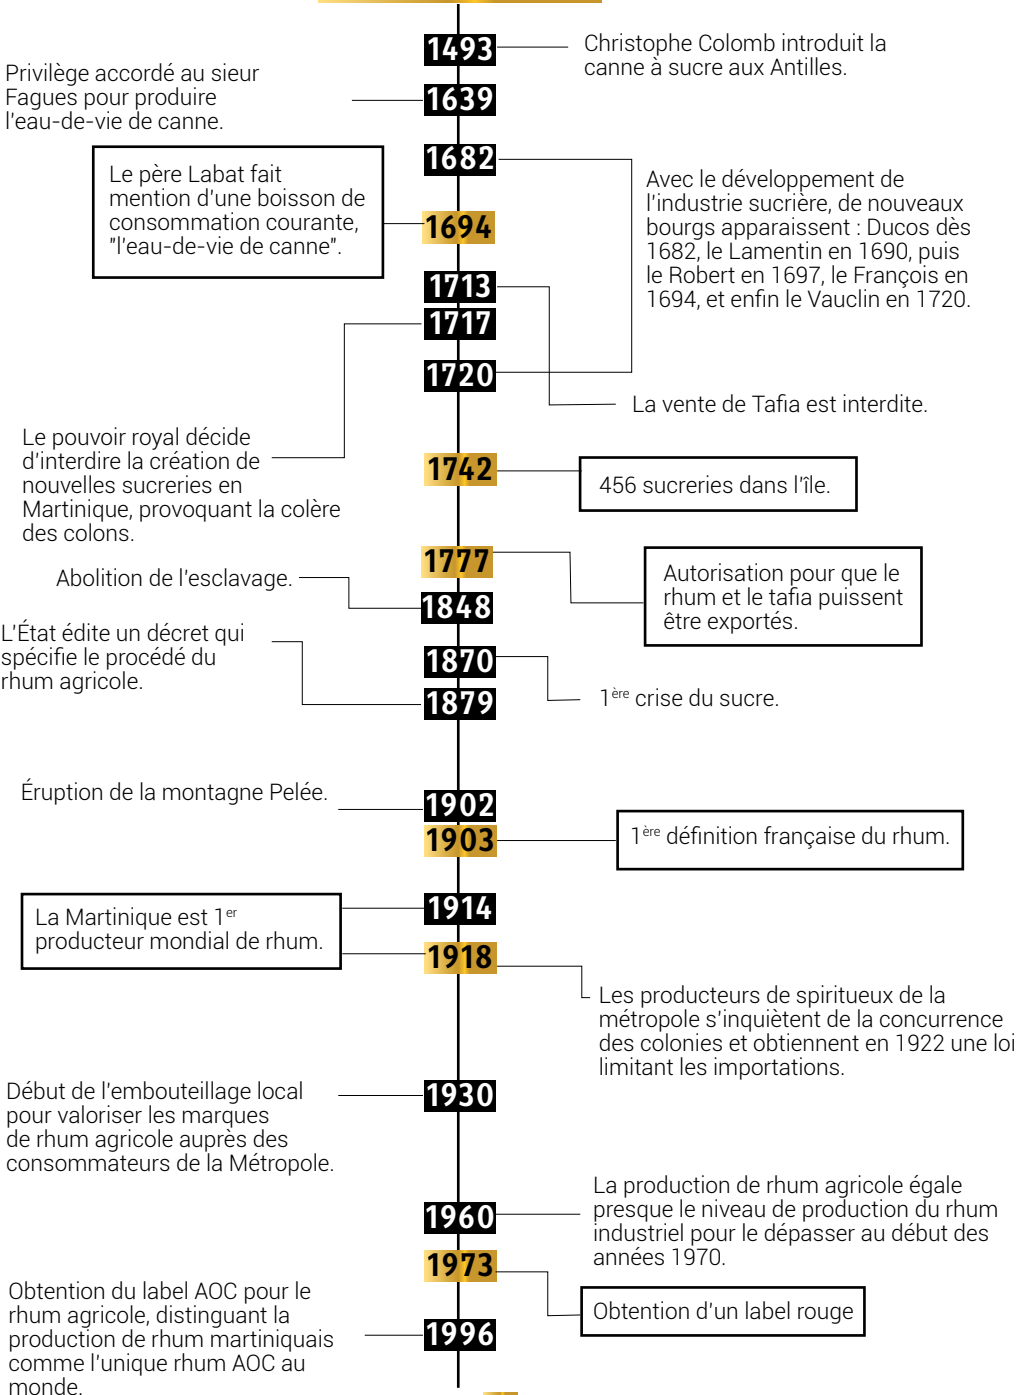 1493
Christophe Colomb introduit la
canne à sucre aux Antilles.
Privilège accordé au sieur
Fagues pour produire
l'eau-de-vie de canne.
1639
1682
Avec le développement de
l'industrie sucrière, de nouveaux
bourgs apparaissent : Ducos dès
1682, le Lamentin en 1690, puis
le Robert en 1697, le François en
1694, et enfin le Vauclin en 1720.
Le père Labat fait
mention d'une boisson de
consommation courante,
"l'eau-de-vie de canne".
1694
1713
La vente de Tafia est interdite.
1717
Le pouvoir royal décide
d'interdire la création de
nouvelles sucreries en
Martinique, provoquant la colère
des colons.
1720
1742
456 sucreries dans l'île.
1777
Autorisation pour que le
rhum et le tafia puissent
être exportés.
Abolition de l'esclavage.
1848
1870
1ère crise du sucre.
L'État édite un décret qui
spécifie le procédé du
rhum agricole.
1879
Éruption de la montagne Pelée.
1902
1903
1ère définition française du rhum.
La Martinique est 1er
producteur mondial de rhum.
1914
1918
Les producteurs de spiritueux de la
métropole s'inquiètent de la concurrence
des colonies et obtiennent en 1922 une loi
limitant les importations.
Début de l'embouteillage local
pour valoriser les marques
de rhum agricole auprès des
consommateurs de la Métropole.
1930
1960
La production de rhum agricole égale
presque le niveau de production du rhum
industriel pour le dépasser au début des
années 1970.
1973
Obtention d'un label rouge
Obtention du label AOC pour le
rhum agricole, distinguant la
production de rhum martiniquais
comme l'unique rhum AOC au
monde.
1996